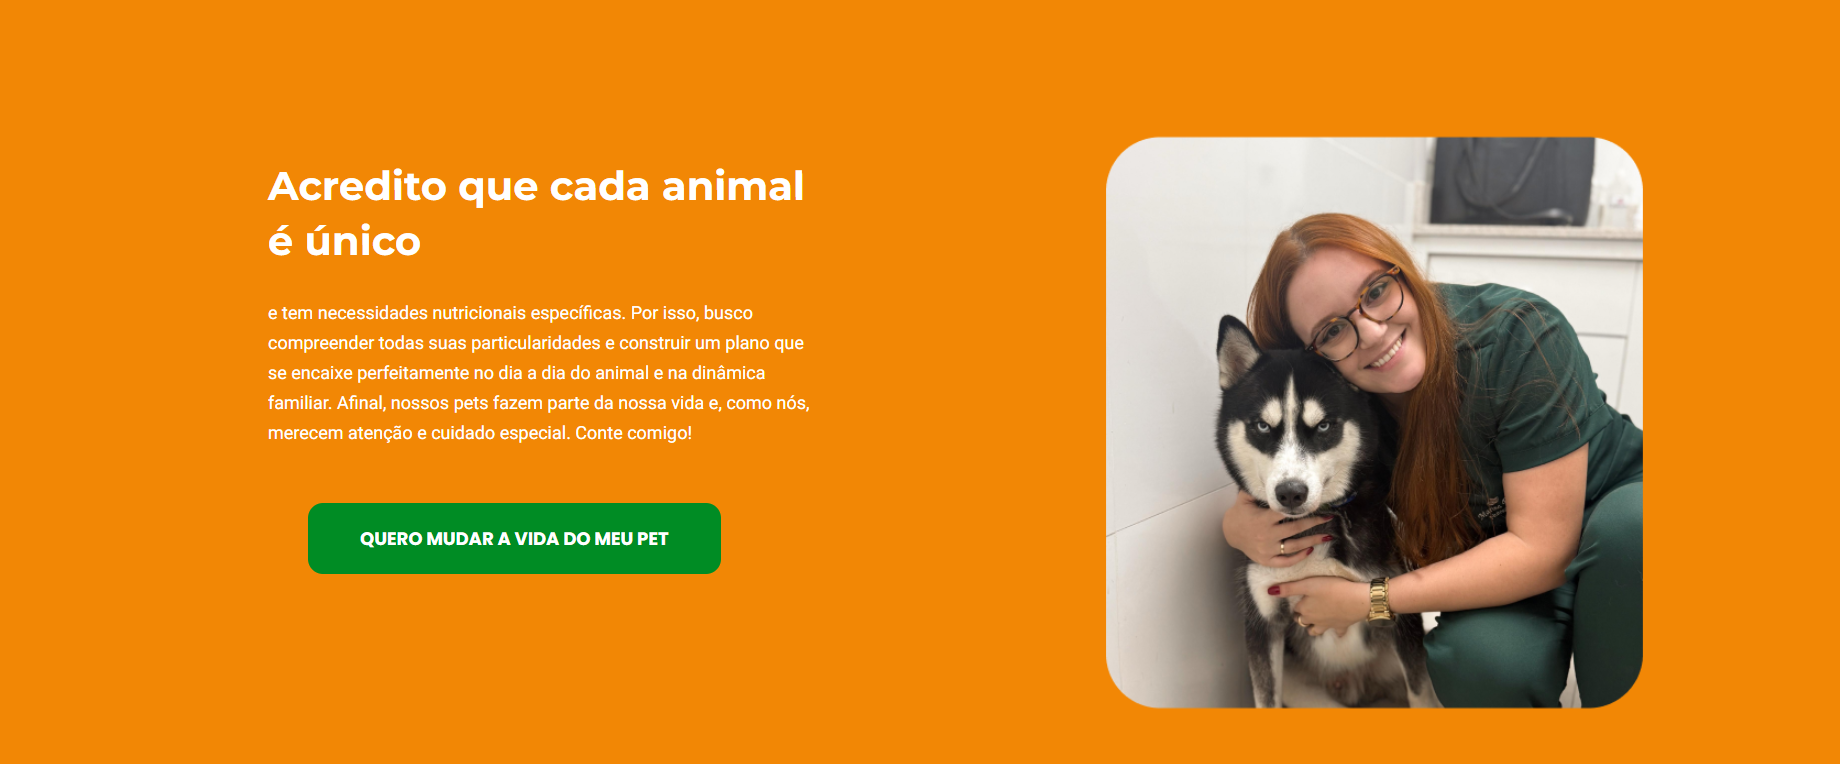 Acredito que cada animal
é único
e tem necessidades nutricionais específicas. Por isso, busco
compreender todas suas particularidades e construir um plano que
se encaixe perfeitamente no dia a dia do animal e na dinâmica
familiar. Afinal, nossos pets fazem parte da nossa vida e, como nós,
merecem atenção e cuidado especial. Conte comigo!
QUERO MUDAR A VIDA DO MEU PET